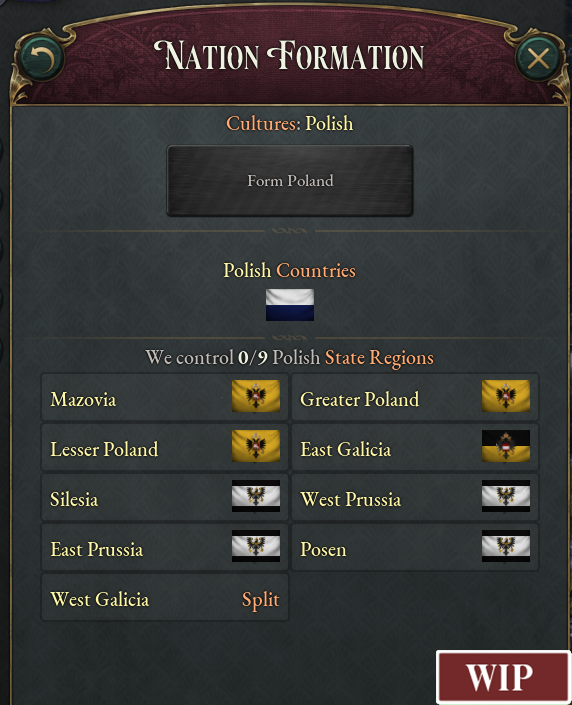 NATION FORMATION
Cultures: Polish
Form Poland
Polish Countries
We control 0/9 Polish State Regions
Mazovia
Greater Poland
Lesser Poland
East Galicia
Silesia
West Prussia
East Prussia
Posen
West Galicia Split
WIP